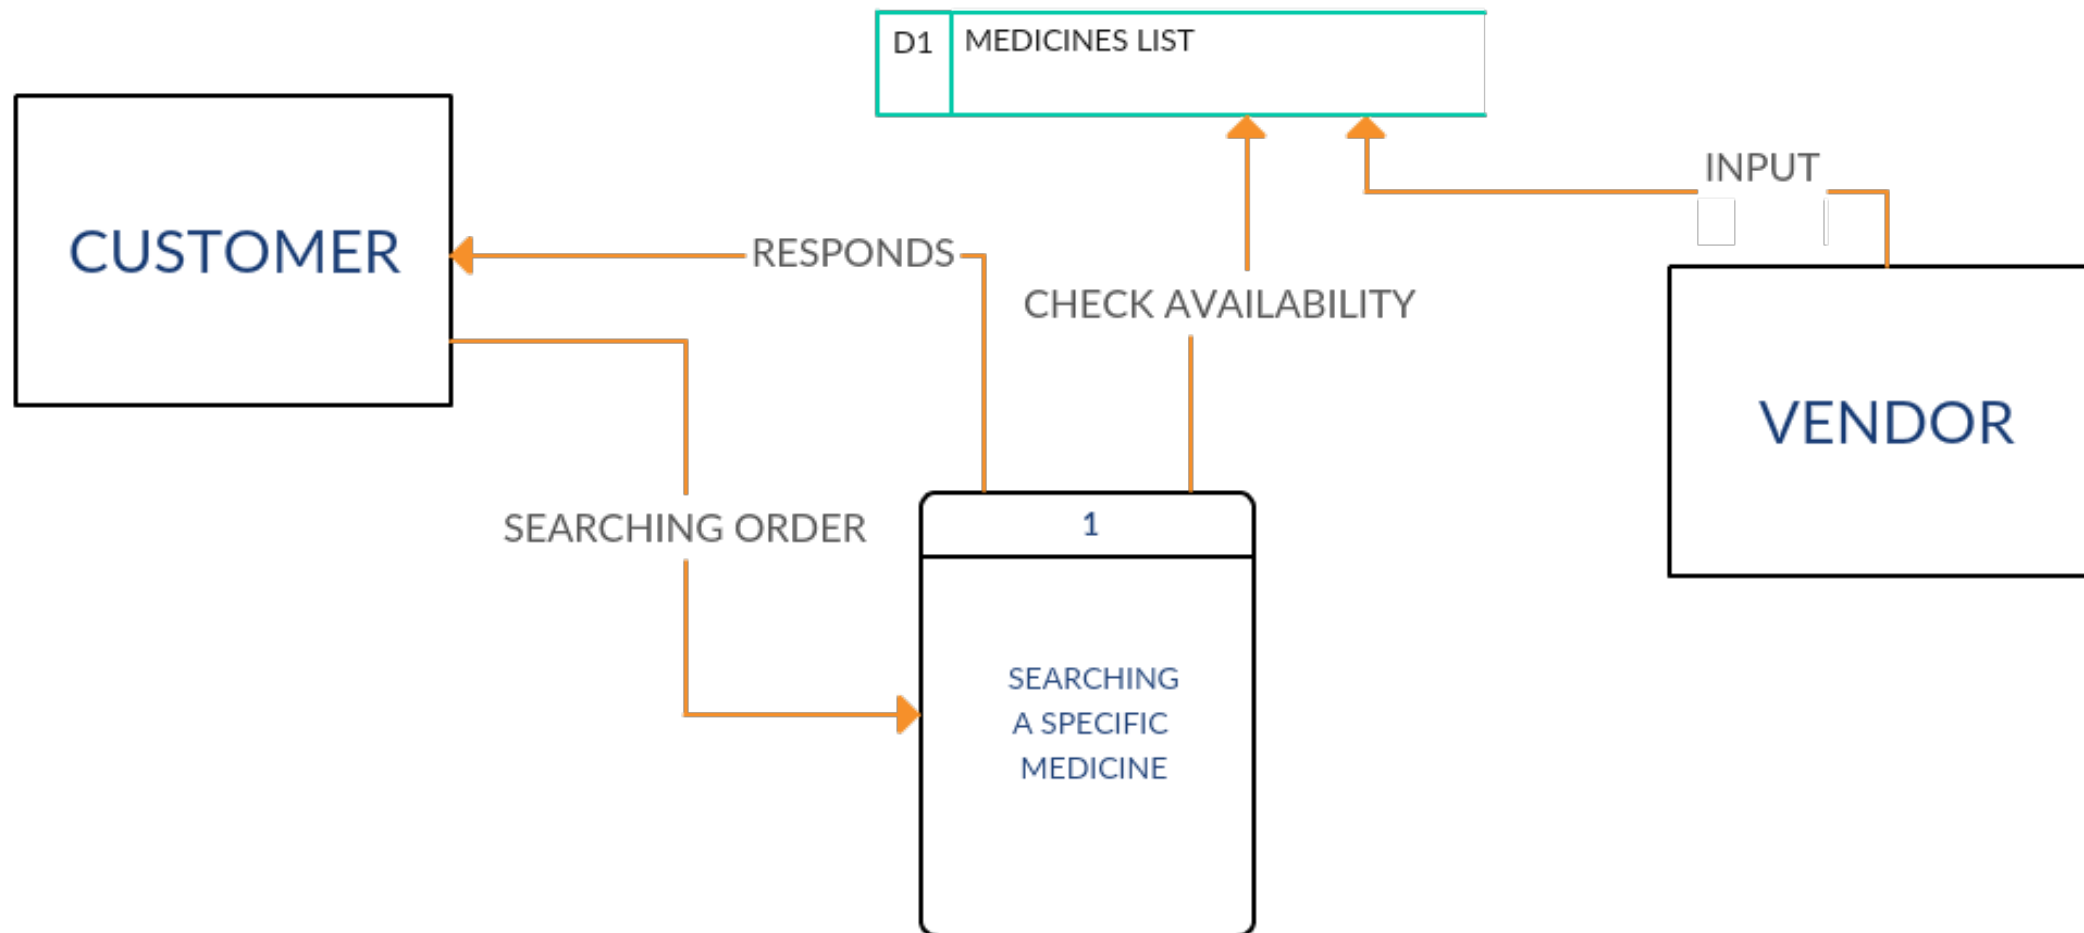 D1
MEDICINES LIST
INPUT
CUSTOMER
RESPONDS
CHECK AVAILABILITY
VENDOR
SEARCHING ORDER
1
SEARCHING
A SPECIFIC
MEDICINE